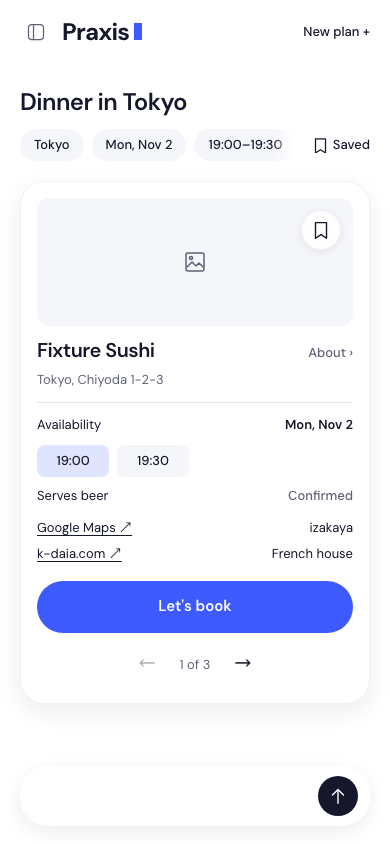 Praxis
New plan +
Dinner in Tokyo
Tokyo
Mon, Nov 2
19:00–19:30
Saved
Fixture Sushi
About ›
Tokyo, Chiyoda 1-2-3
Availability
Mon, Nov 2
19:00
19:30
Serves beer
Confirmed
Google Maps ↗
izakaya
k-daia.com ↗
French house
Let's book
← 1 of 3 →